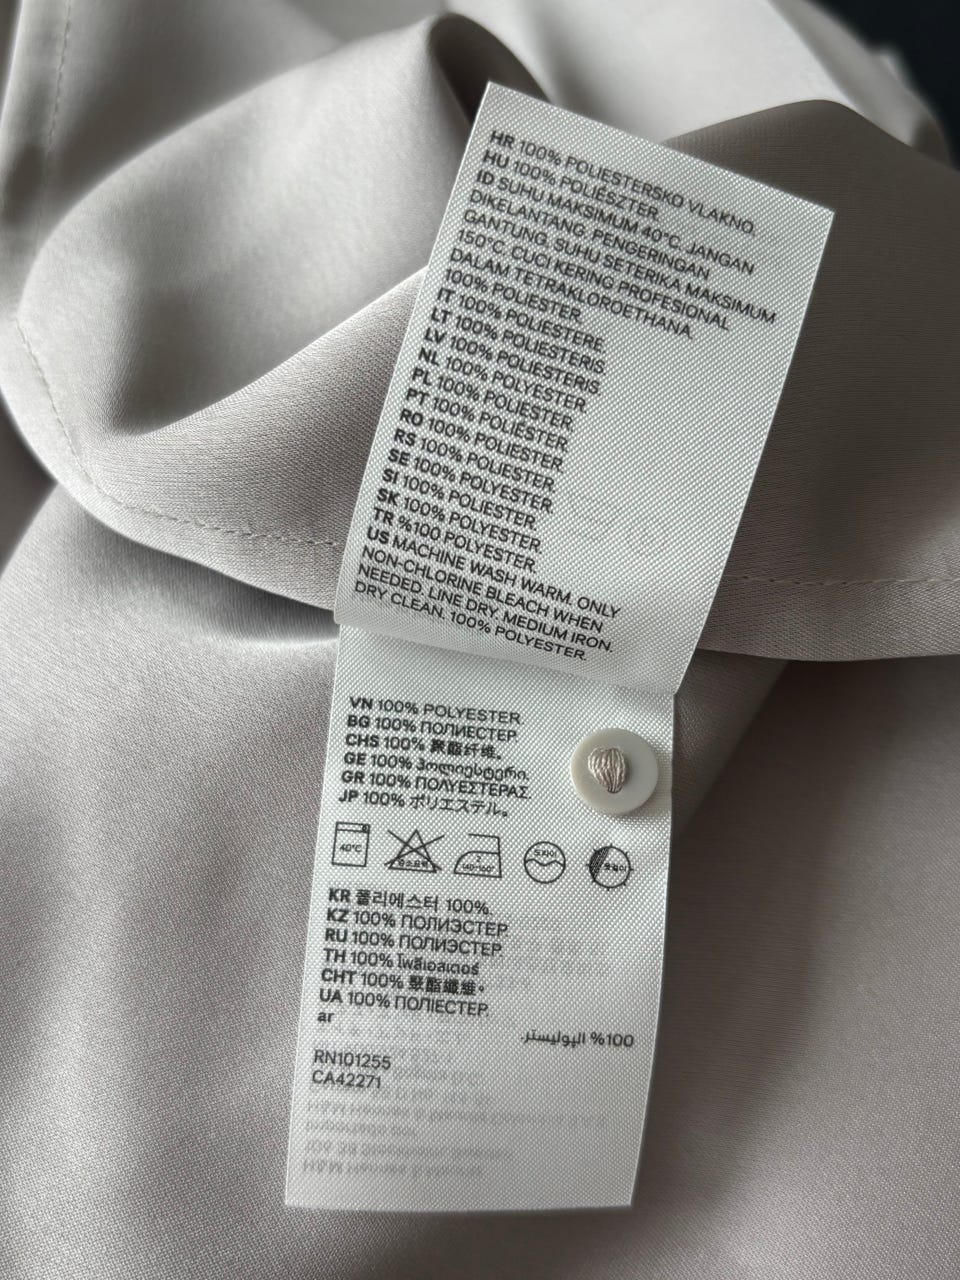 HR 100% POLIESTERSKO VLAKNO.
HU 100% POLIÉSZTER.
ID SUHU MAKSIMUM 40°C. JANGAN
DIKELANTANG. PENGERINGAN
GANTUNG. SUHU SETERIKA MAKSIMUM
150°C. CUCI KERING PROFESIONAL
DALAM TETRAKLOROETHANA.
100% POLIESTER.
IT 100% POLIESTERE
LT 100% POLIESTERIS
LV 100% POLIESTERIS
NL 100% POLYESTER
PL 100% POLIESTER.
PT 100% POLIÉSTER.
RO 100% POLIESTER.
RS 100% POLIESTER.
SE 100% POLYESTER.
SI 100% POLIESTER.
SK 100% POLYESTER.
TR %100 POLYESTER.
US MACHINE WASH WARM. ONLY
NON-CHLORINE BLEACH WHEN
NEEDED. LINE DRY. MEDIUM IRON.
DRY CLEAN. 100% POLYESTER.
VN 100% POLYESTER
BG 100% ПОЛИЕСТЕР.
CHS 100% 聚酯纤维。
GE 100% პოლიესტერი.
GR 100% ΠΟΛΥΕΣΤΕΡΑΣ.
JP 100% ポリエステル。
40°C
KR 폴리에스터 100%.
KZ 100% ПОЛИЭСТЕР
RU 100% ПОЛИЭСТЕР.
TH 100% โพลีเอสเตอร์
CHT 100% 聚酯纖維。
UA 100% ПОЛІЕСТЕР.
ar
100% البوليستر.
RN101255
CA42271